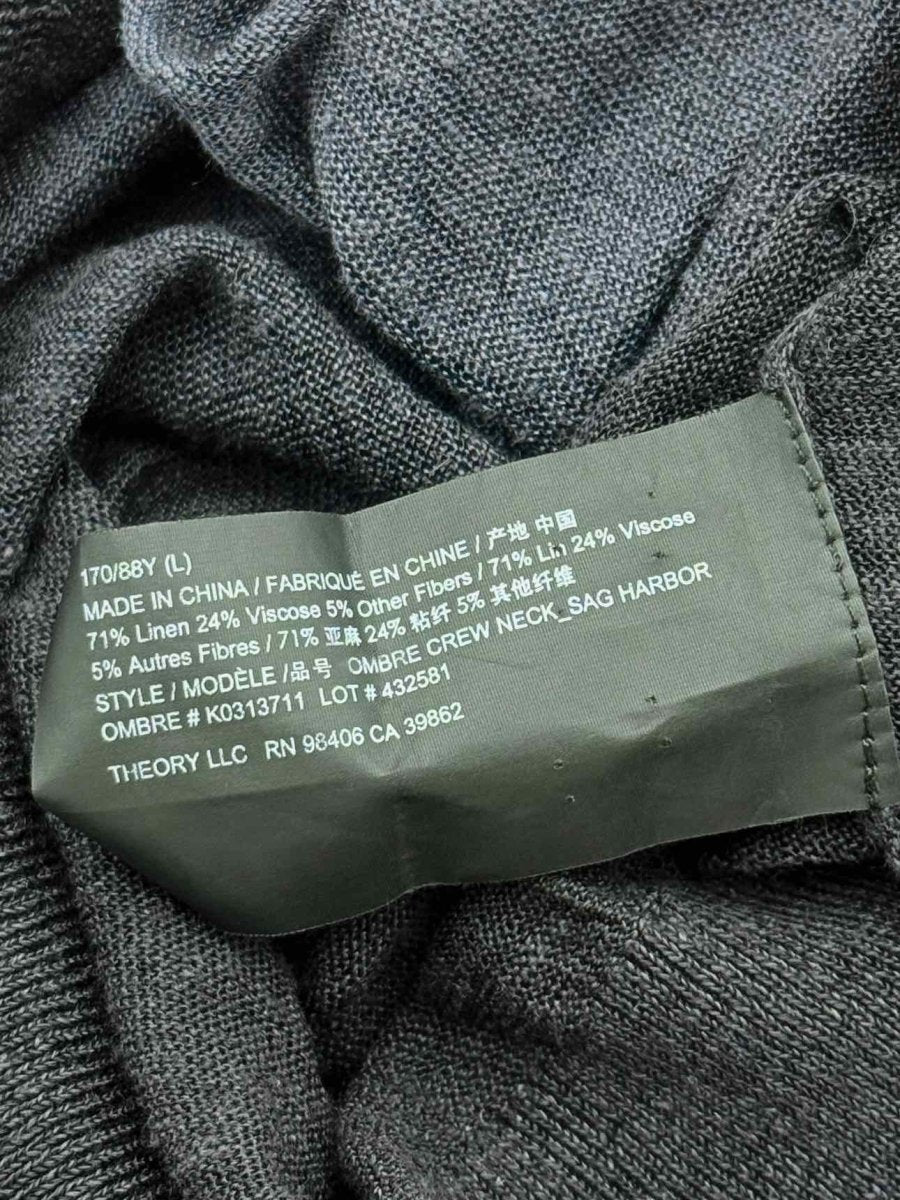 170/88Y (L)
MADE IN CHINA / FABRIQUÉ EN CHINE / 产地 中国
71% Linen 24% Viscose 5% Other Fibers / 71% Lin 24% Viscose
5% Autres Fibres / 71% 亚麻 24% 粘纤 5% 其他纤维
STYLE / MODÈLE /品号 OMBRE CREW NECK_SAG HARBOR
OMBRE # K0313711 LOT # 432581
THEORY LLC RN 98406 CA 39862